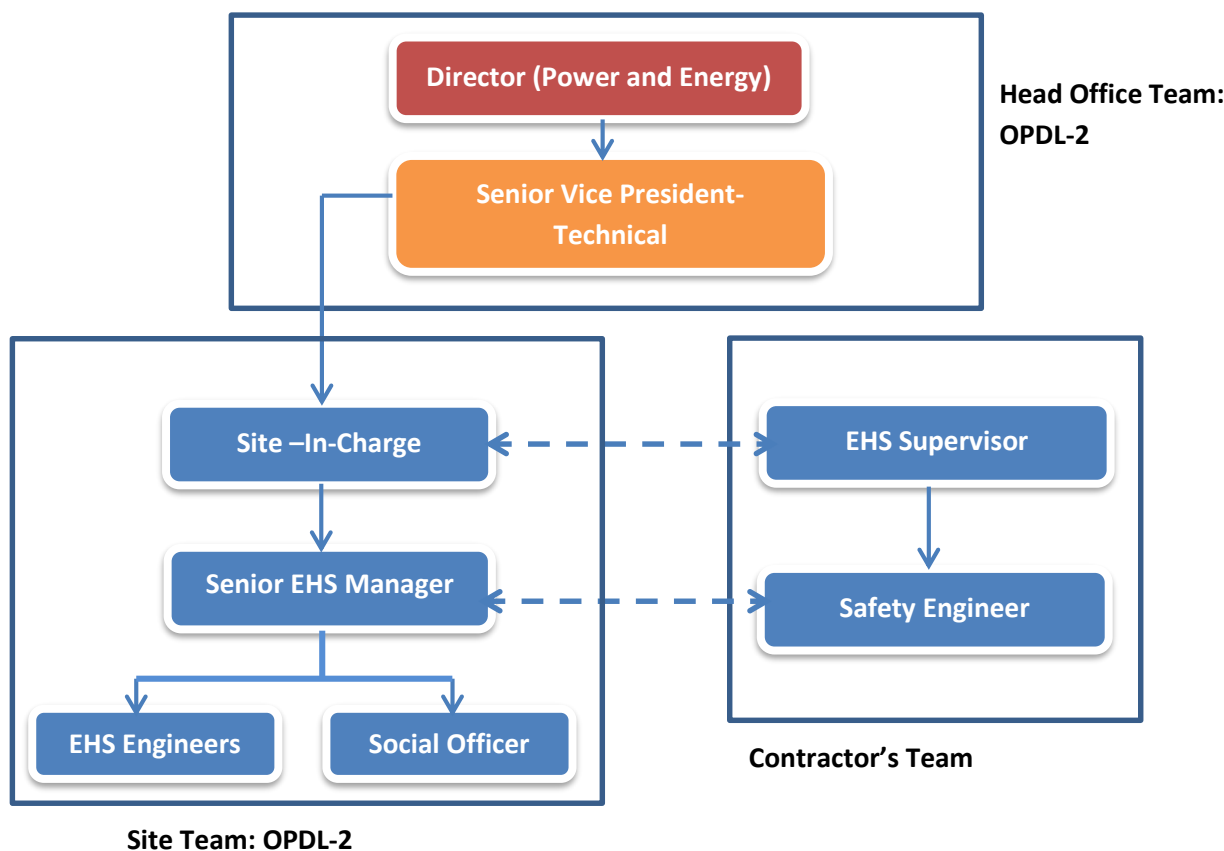 Director (Power and Energy)
Head Office Team:
OPDL-2
Senior Vice President-
Technical
Site –In-Charge
EHS Supervisor
Senior EHS Manager
Safety Engineer
EHS Engineers
Social Officer
Contractor’s Team
Site Team: OPDL-2